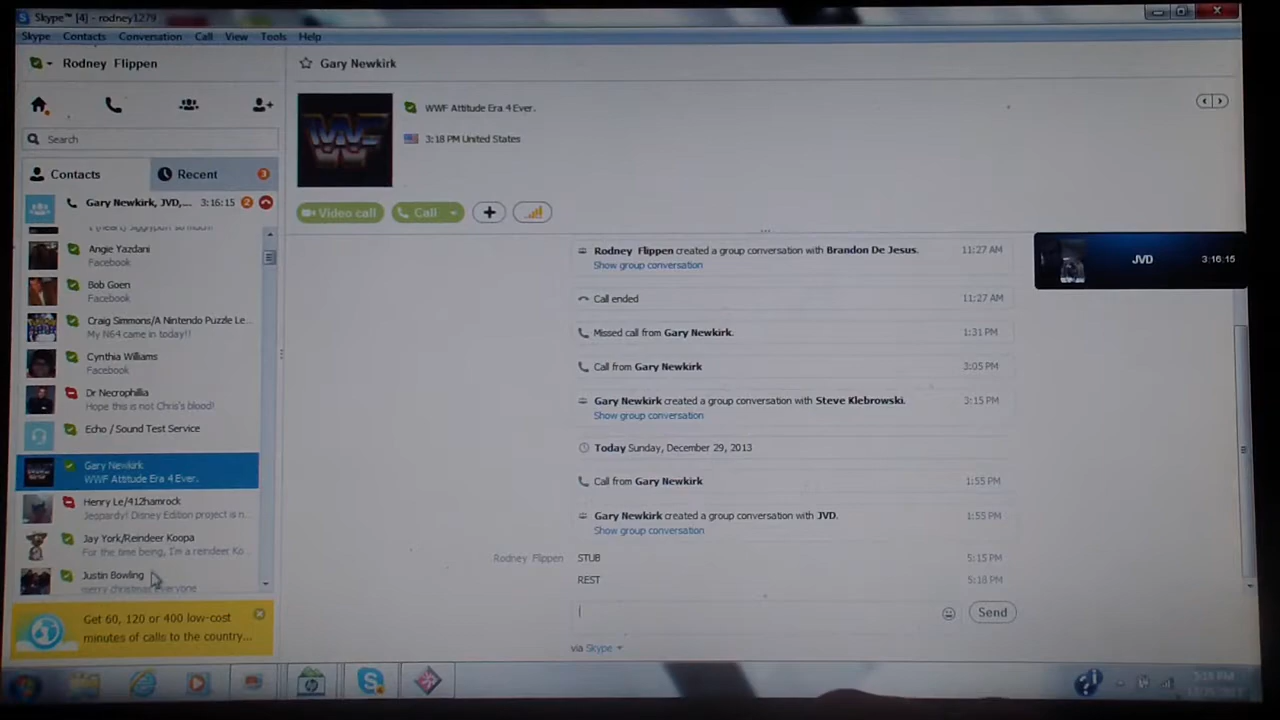 Skype™ [4] - rodney1279
Skype Contacts Conversation Call View Tools Help
Rodney Flippen
Search
Contacts
Recent 3
Gary Newkirk, JVD,... 3:16:15 2
Angie Yazdani
Facebook
Bob Goen
Facebook
Craig Simmons/A Nintendo Puzzle Le...
My N64 came in today!!
Cynthia Williams
Facebook
Dr Necrophillia
Hope this is not Chris's blood!
Echo / Sound Test Service
Gary Newkirk
WWF Attitude Era 4 Ever.
Henry Le/412hamrock
Jeopardy! Disney Edition project is n...
Jay York/Reindeer Koopa
For the time being, I'm a reindeer Ko...
Justin Bowling
merry christmas everyone
Get 60, 120 or 400 low-cost
minutes of calls to the country...
Gary Newkirk
WWF Attitude Era 4 Ever.
3:18 PM United States
Video call
Call
Rodney Flippen created a group conversation with Brandon De Jesus. 11:27 AM
Show group conversation
Call ended 11:27 AM
Missed call from Gary Newkirk. 1:31 PM
Call from Gary Newkirk 3:05 PM
Gary Newkirk created a group conversation with Steve Klebrowski. 3:15 PM
Show group conversation
Today Sunday, December 29, 2013
Call from Gary Newkirk 1:55 PM
Gary Newkirk created a group conversation with JVD. 1:55 PM
Show group conversation
Rodney Flippen STUB 5:15 PM
REST 5:18 PM
Send
via Skype
JVD 3:16:15